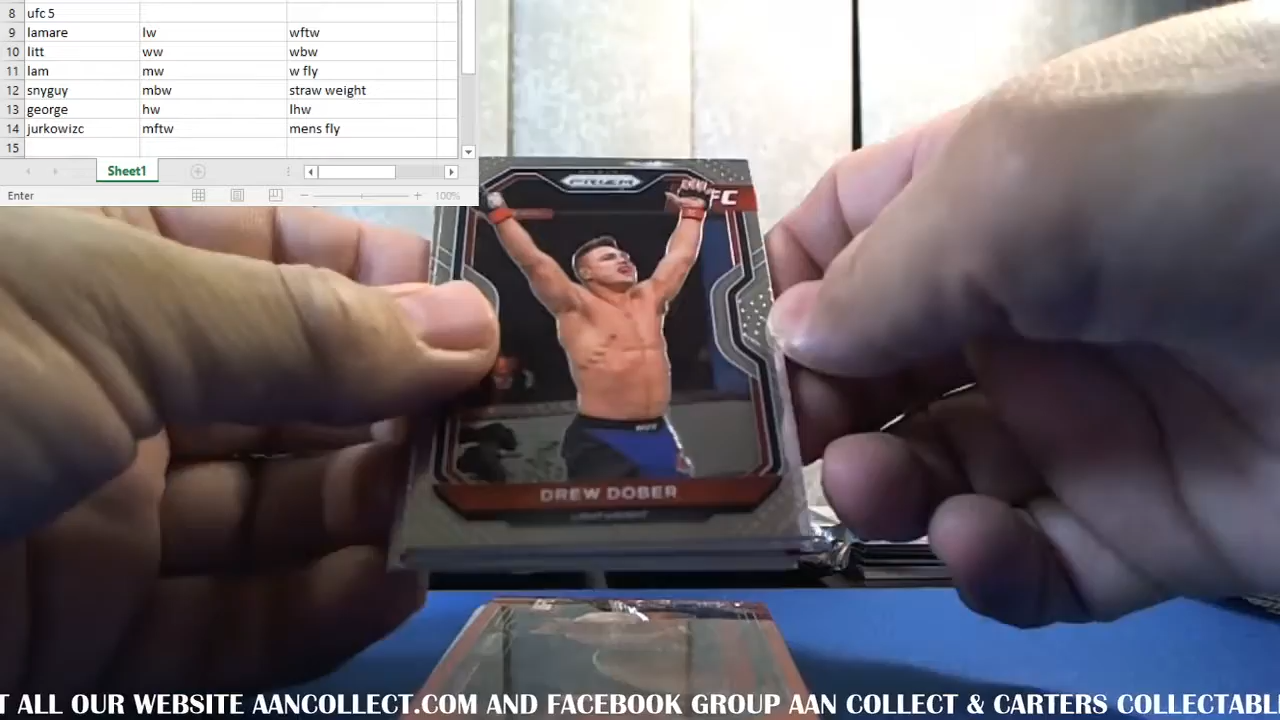 8 ufc 5
9 lamare lw wftw
10 litt ww wbw
11 lam mw w fly
12 snyguy mbw straw weight
13 george hw lhw
14 jurkowizc mftw mens fly
15
Sheet1
Enter 100%
PRIZM
FC
DREW DOBER
T ALL OUR WEBSITE AANCOLLECT.COM AND FACEBOOK GROUP AAN COLLECT & CARTERS COLLECTABL